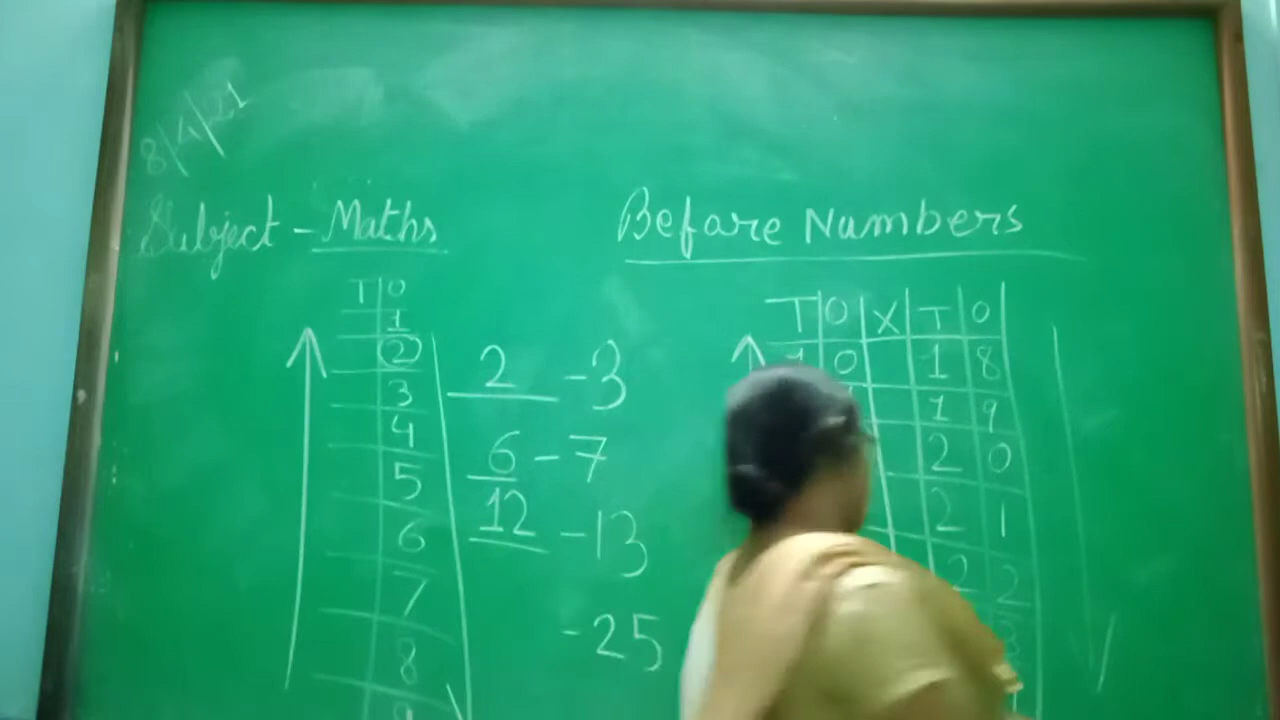 8/4/21
Subject - Maths
Before Numbers
T O
1
2
3
4
5
6
7
8
9
2 - 3
6 - 7
12 - 13
- 25
T O X T O
1 0 1 8
1 9
2 0
2 1
2 2